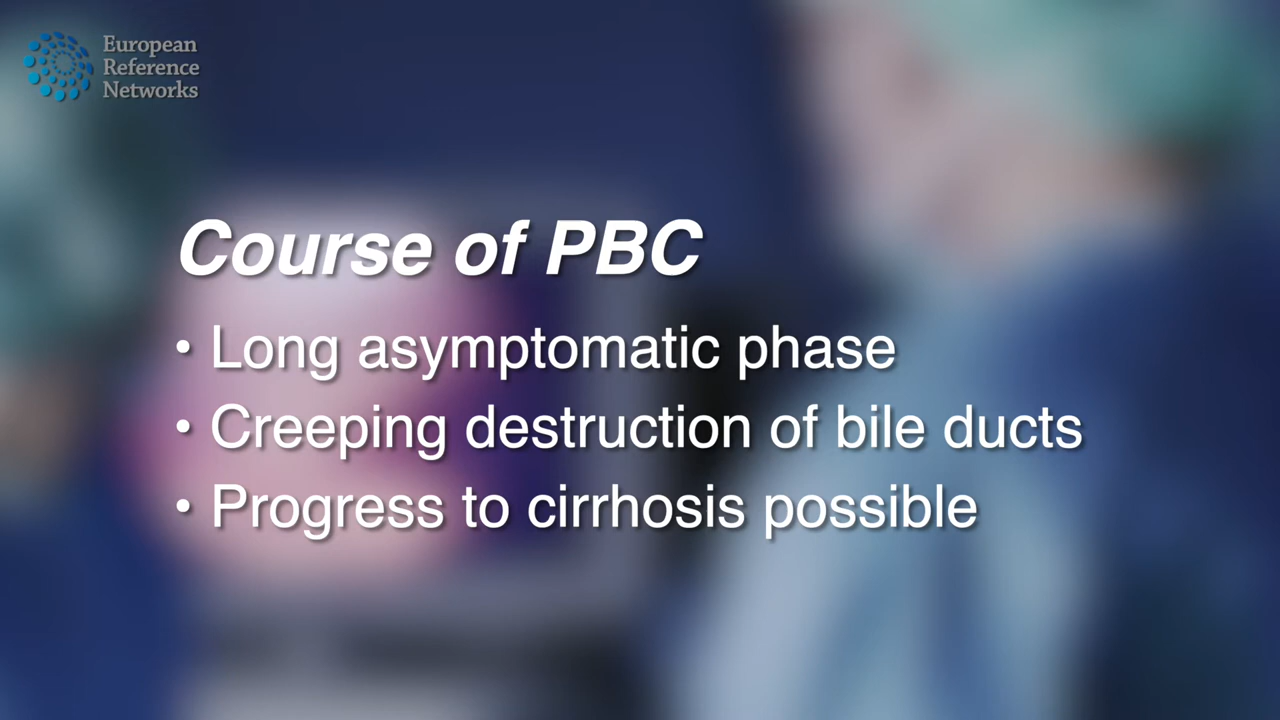 European
Reference
Networks
Course of PBC
• Long asymptomatic phase
• Creeping destruction of bile ducts
• Progress to cirrhosis possible